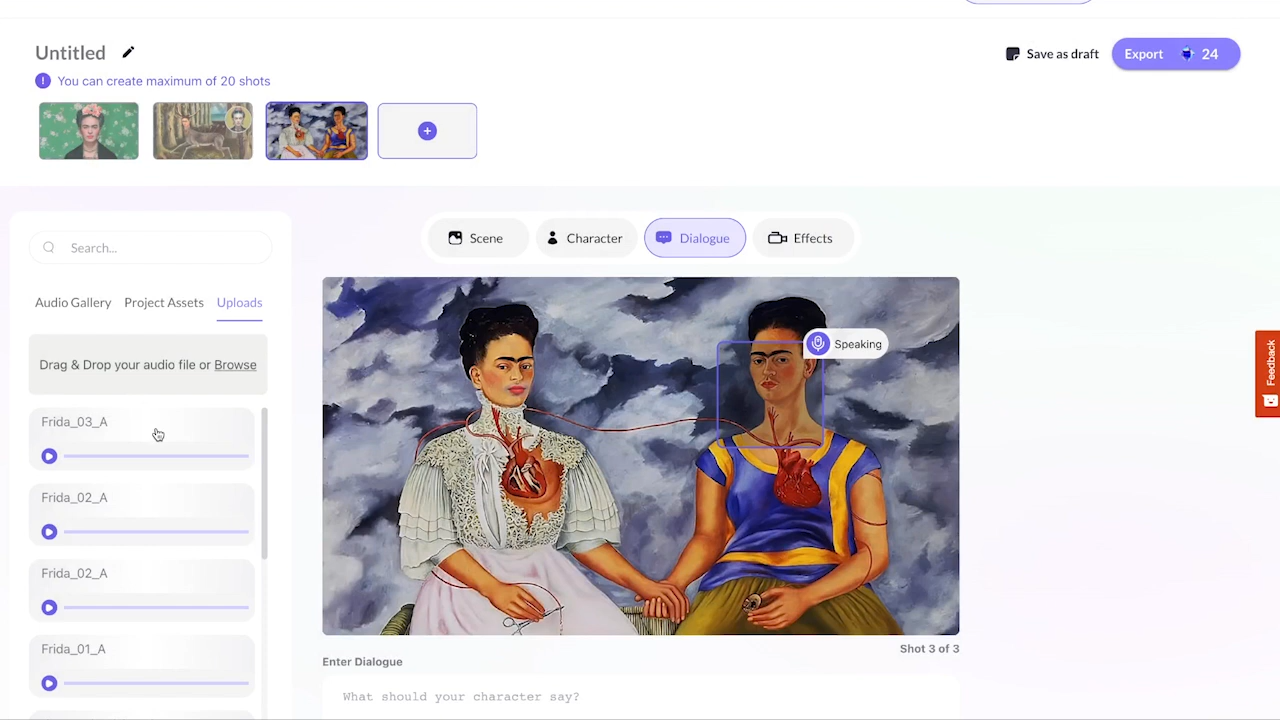 Untitled
! You can create maximum of 20 shots
Save as draft
Export 24
Search...
Scene
Character
Dialogue
Effects
Audio Gallery
Project Assets
Uploads
Drag & Drop your audio file or Browse
Frida_03_A
Frida_02_A
Frida_02_A
Frida_01_A
Speaking
Shot 3 of 3
Enter Dialogue
What should your character say?
Feedback